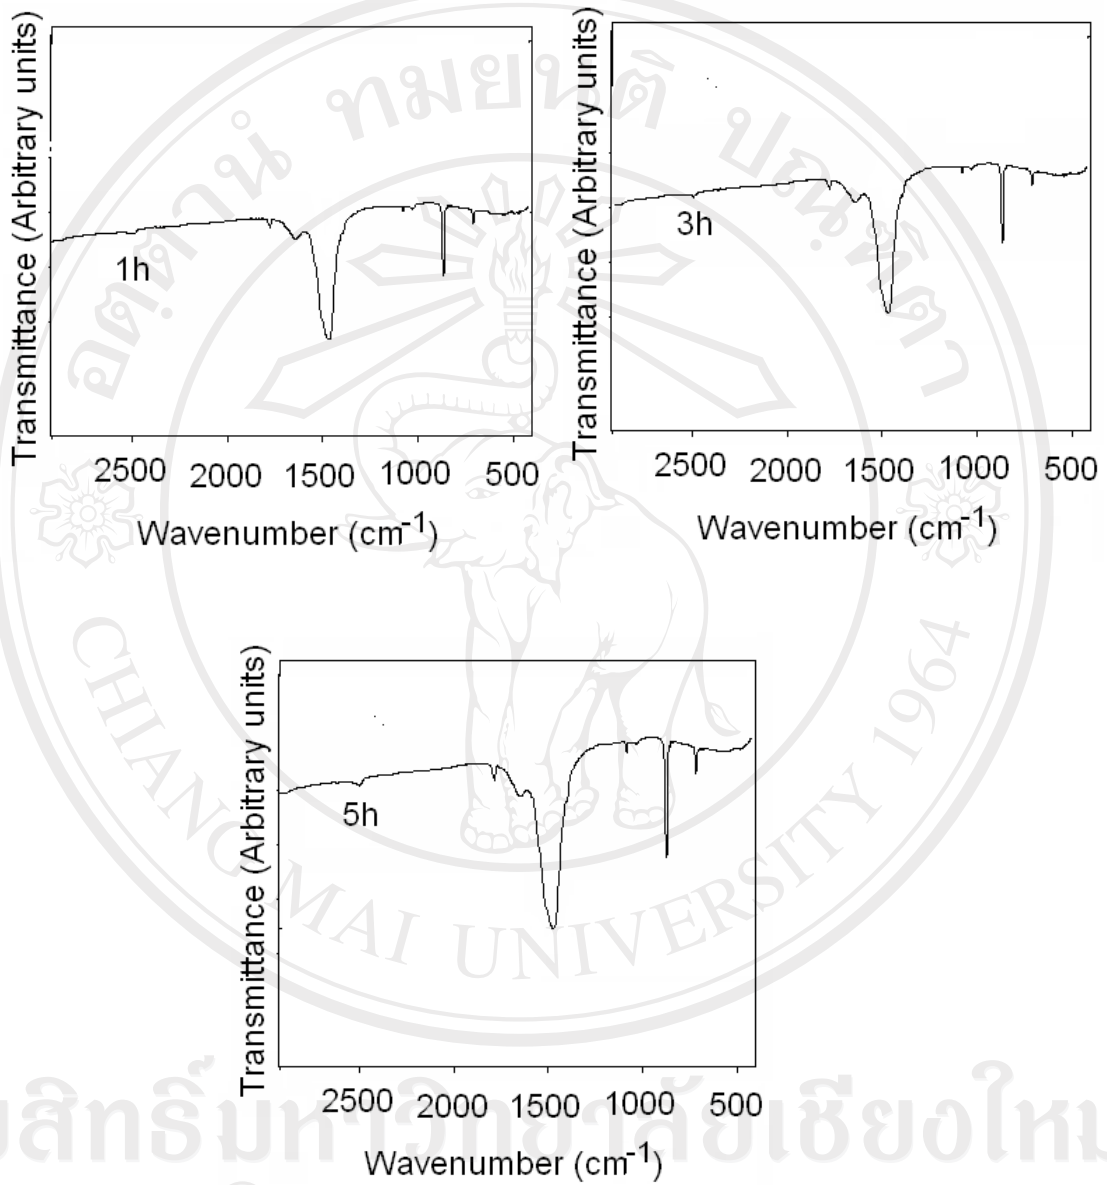 Transmittance (Arbitrary units)
1h
2500 2000 1500 1000 500
Wavenumber (cm⁻¹)
Transmittance (Arbitrary units)
3h
2500 2000 1500 1000 500
Wavenumber (cm⁻¹)
Transmittance (Arbitrary units)
5h
2500 2000 1500 1000 500
Wavenumber (cm⁻¹)
CHIANG MAI UNIVERSITY 1964